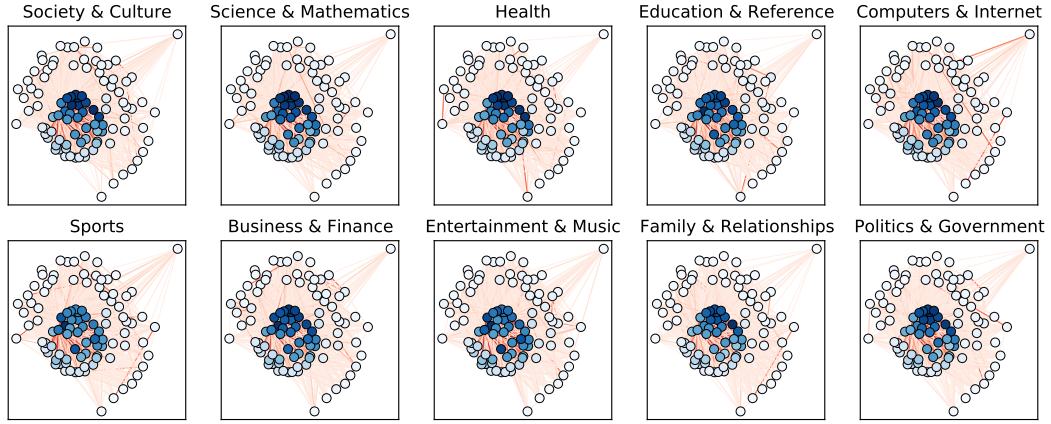 Society & Culture
Science & Mathematics
Health
Education & Reference
Computers & Internet
Sports
Business & Finance
Entertainment & Music
Family & Relationships
Politics & Government